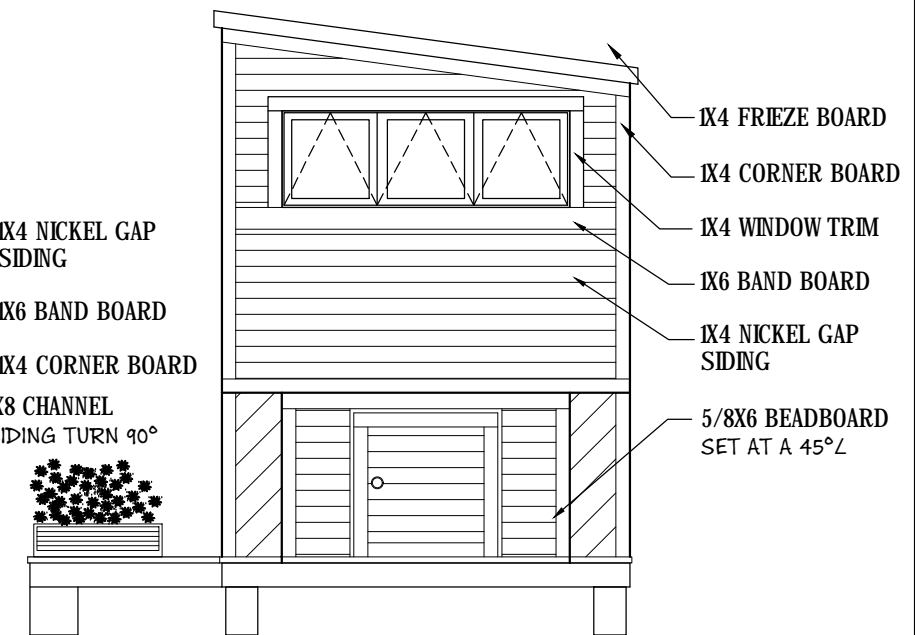 1X4 FRIEZE BOARD
1X4 CORNER BOARD
1X4 WINDOW TRIM
1X6 BAND BOARD
1X4 NICKEL GAP
SIDING
5/8X6 BEADBOARD
SET AT A 45°∠
1X4 NICKEL GAP
SIDING
1X6 BAND BOARD
1X4 CORNER BOARD
X8 CHANNEL
IDING TURN 90°